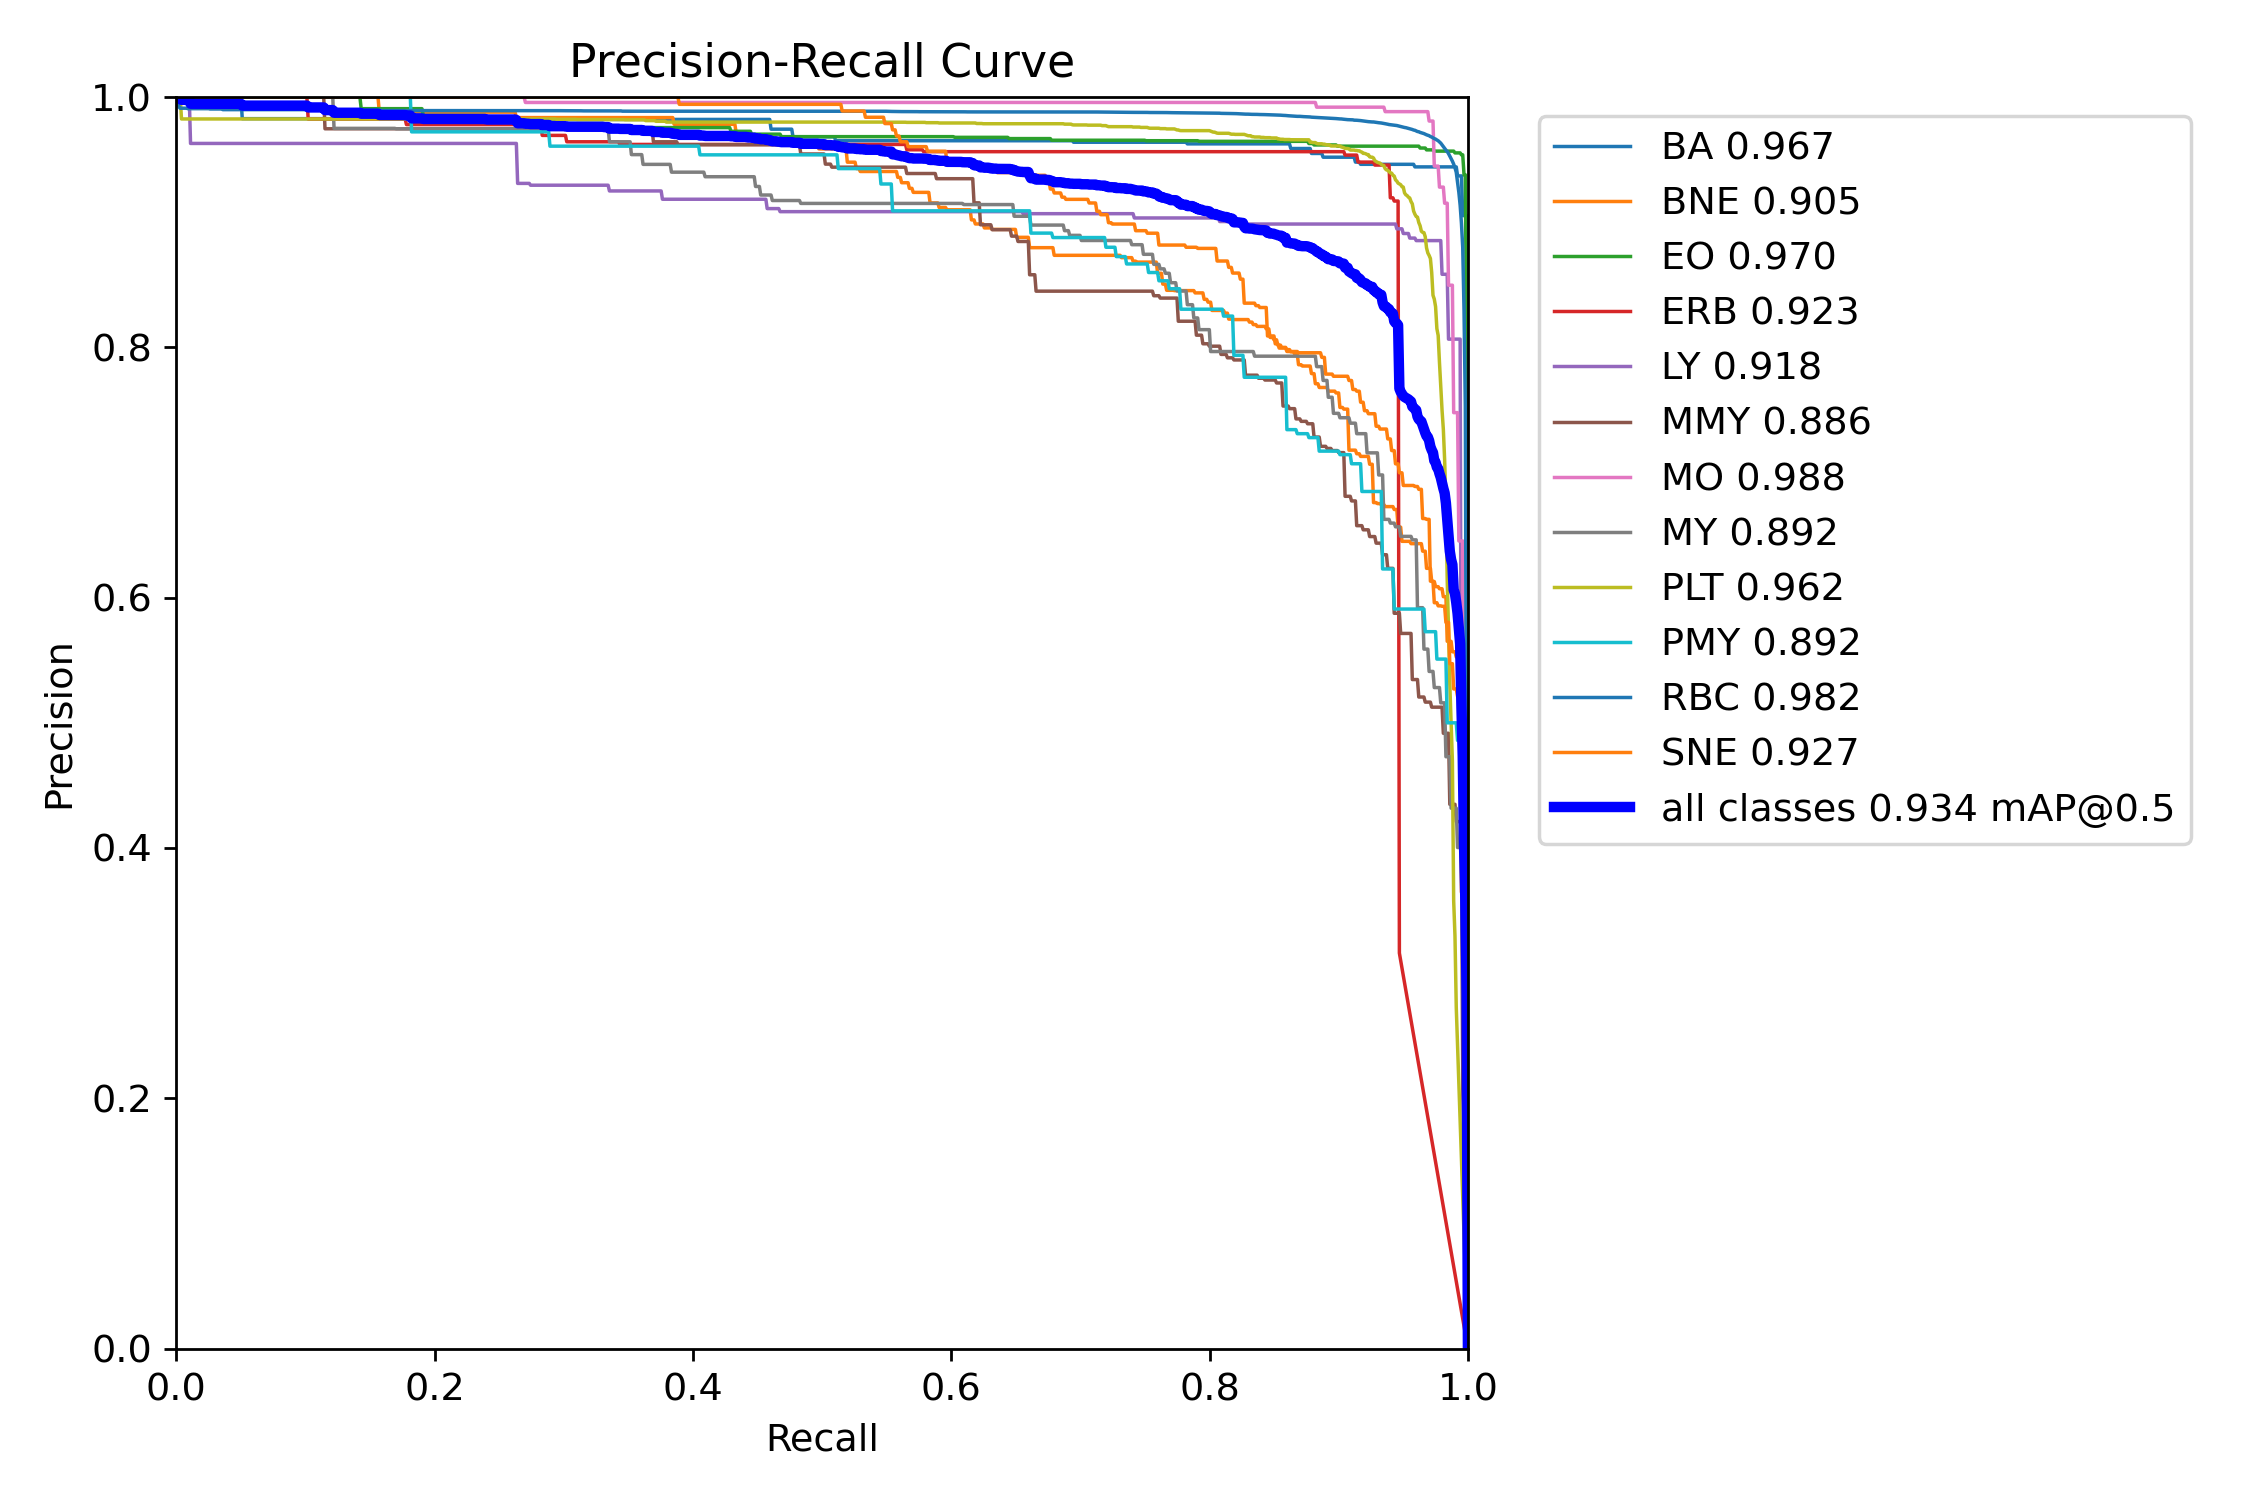 Precision-Recall Curve
1.0
0.8
0.6
0.4
0.2
0.0
0.0 0.2 0.4 0.6 0.8 1.0
Precision
Recall
BA 0.967
BNE 0.905
EO 0.970
ERB 0.923
LY 0.918
MMY 0.886
MO 0.988
MY 0.892
PLT 0.962
PMY 0.892
RBC 0.982
SNE 0.927
all classes 0.934 mAP@0.5